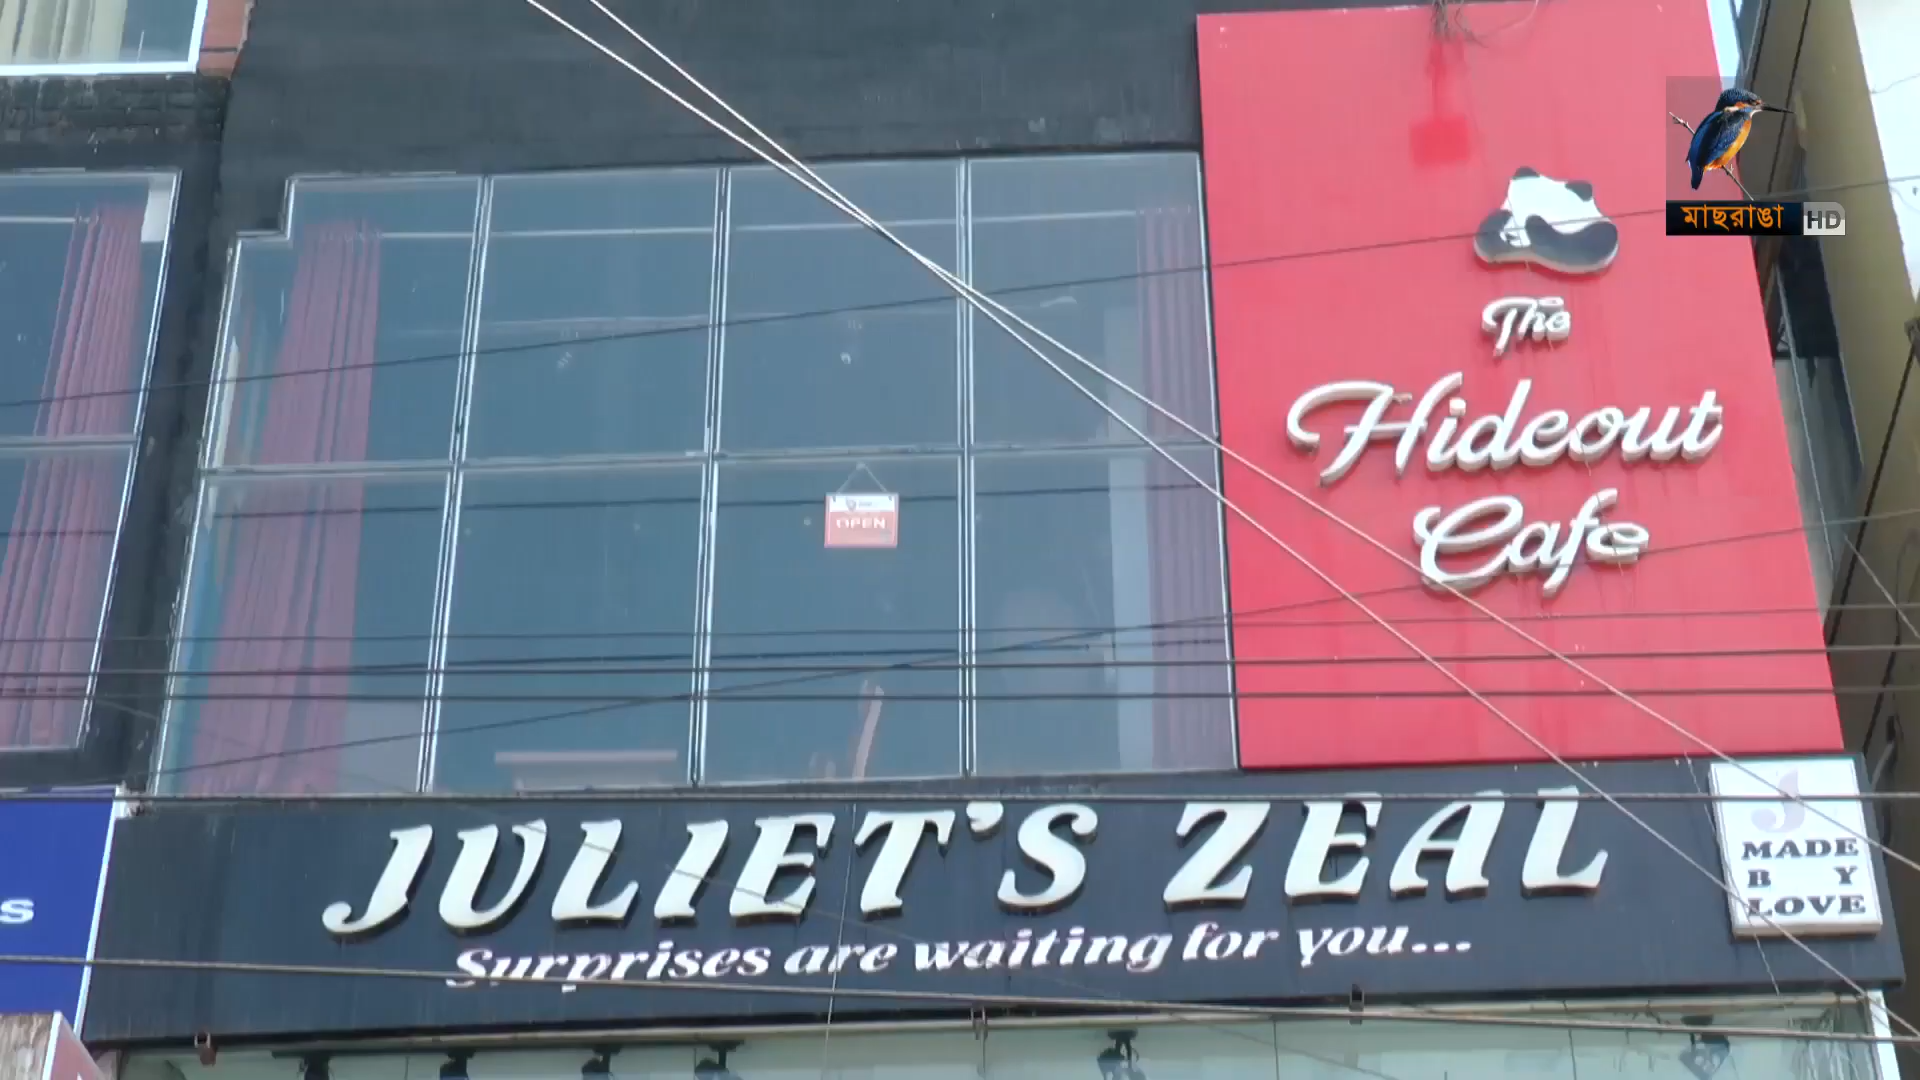 মাছরাঙা HD
The
Hideout
Cafe
OPEN
JULIET'S ZEAL
Surprises are waiting for you...
J
MADE
B Y
LOVE
S